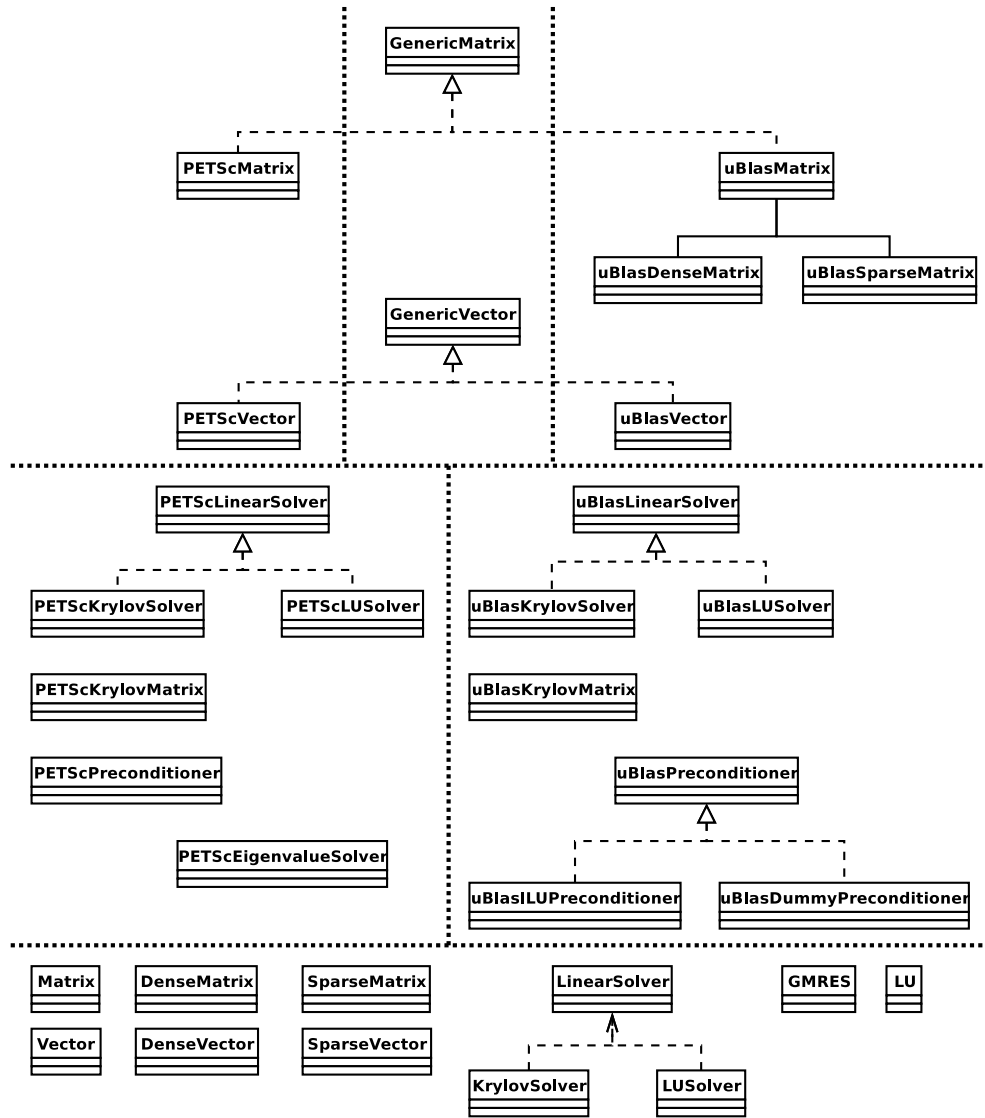 GenericMatrix
PETScMatrix
uBlasMatrix
uBlasDenseMatrix
uBlasSparseMatrix
GenericVector
PETScVector
uBlasVector
PETScLinearSolver
uBlasLinearSolver
PETScKrylovSolver
PETScLUSolver
uBlasKrylovSolver
uBlasLUSolver
PETScKrylovMatrix
uBlasKrylovMatrix
PETScPreconditioner
uBlasPreconditioner
PETScEigenvalueSolver
uBlasILUPreconditioner
uBlasDummyPreconditioner
Matrix
DenseMatrix
SparseMatrix
LinearSolver
GMRES
LU
Vector
DenseVector
SparseVector
KrylovSolver
LUSolver